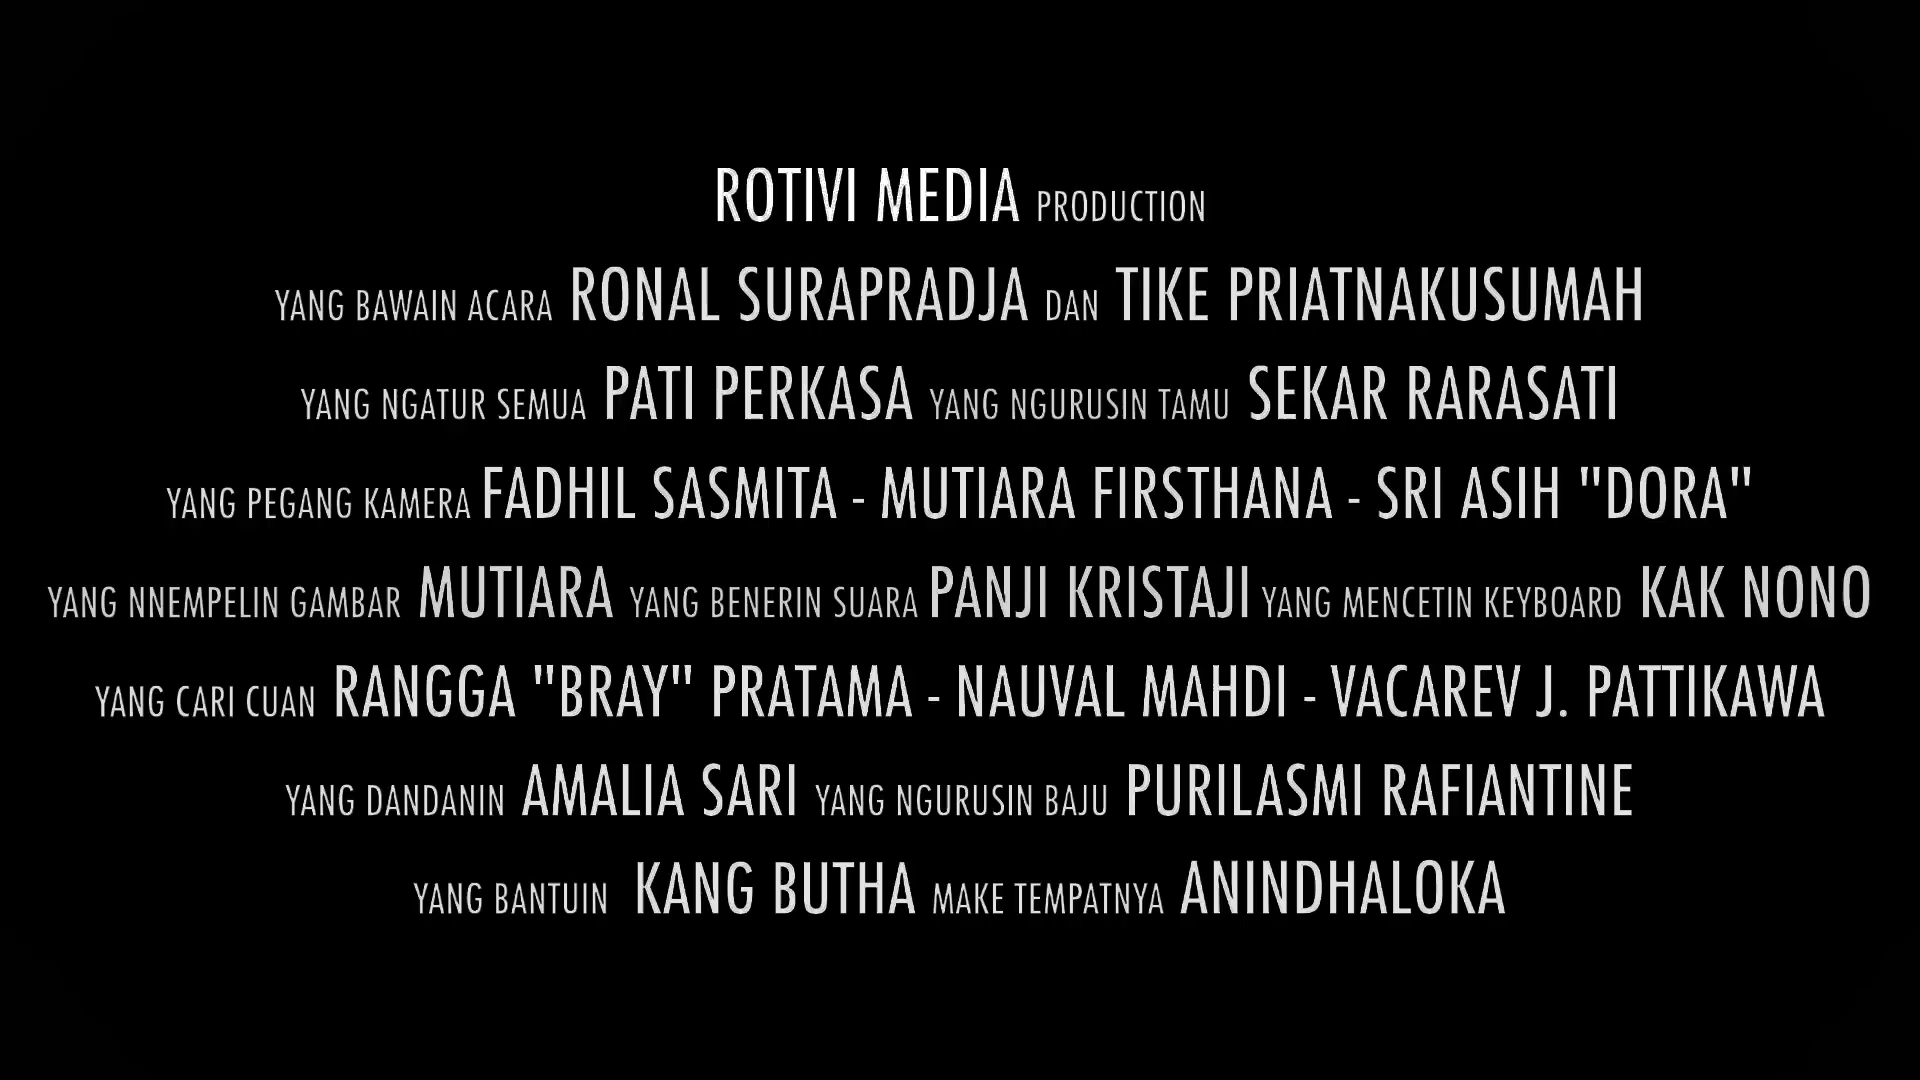 ROTIVI MEDIA PRODUCTION
YANG BAWAIN ACARA RONAL SURAPRADJA DAN TIKE PRIATNAKUSUMAH
YANG NGATUR SEMUA PATI PERKASA YANG NGURUSIN TAMU SEKAR RARASATI
YANG PEGANG KAMERA FADHIL SASMITA - MUTIARA FIRSTHANA - SRI ASIH "DORA"
YANG NNEMPELIN GAMBAR MUTIARA YANG BENERIN SUARA PANJI KRISTAJI YANG MENCETIN KEYBOARD KAK NONO
YANG CARI CUAN RANGGA "BRAY" PRATAMA - NAUVAL MAHDI - VACAREV J. PATTIKAWA
YANG DANDANIN AMALIA SARI YANG NGURUSIN BAJU PURILASMI RAFIANTINE
YANG BANTUIN KANG BUTHA MAKE TEMPATNYA ANINDHALOKA